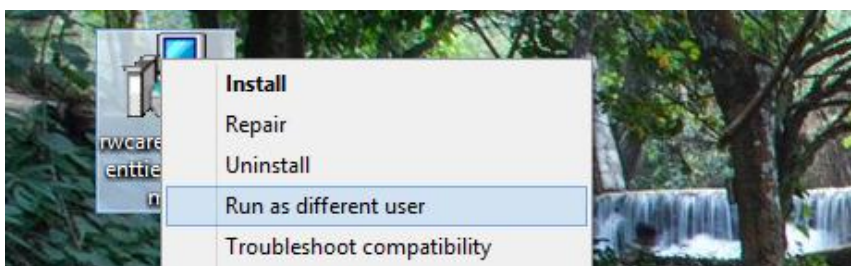 Install
rwcare
Repair
enttie
Uninstall
Run as different user
Troubleshoot compatibility